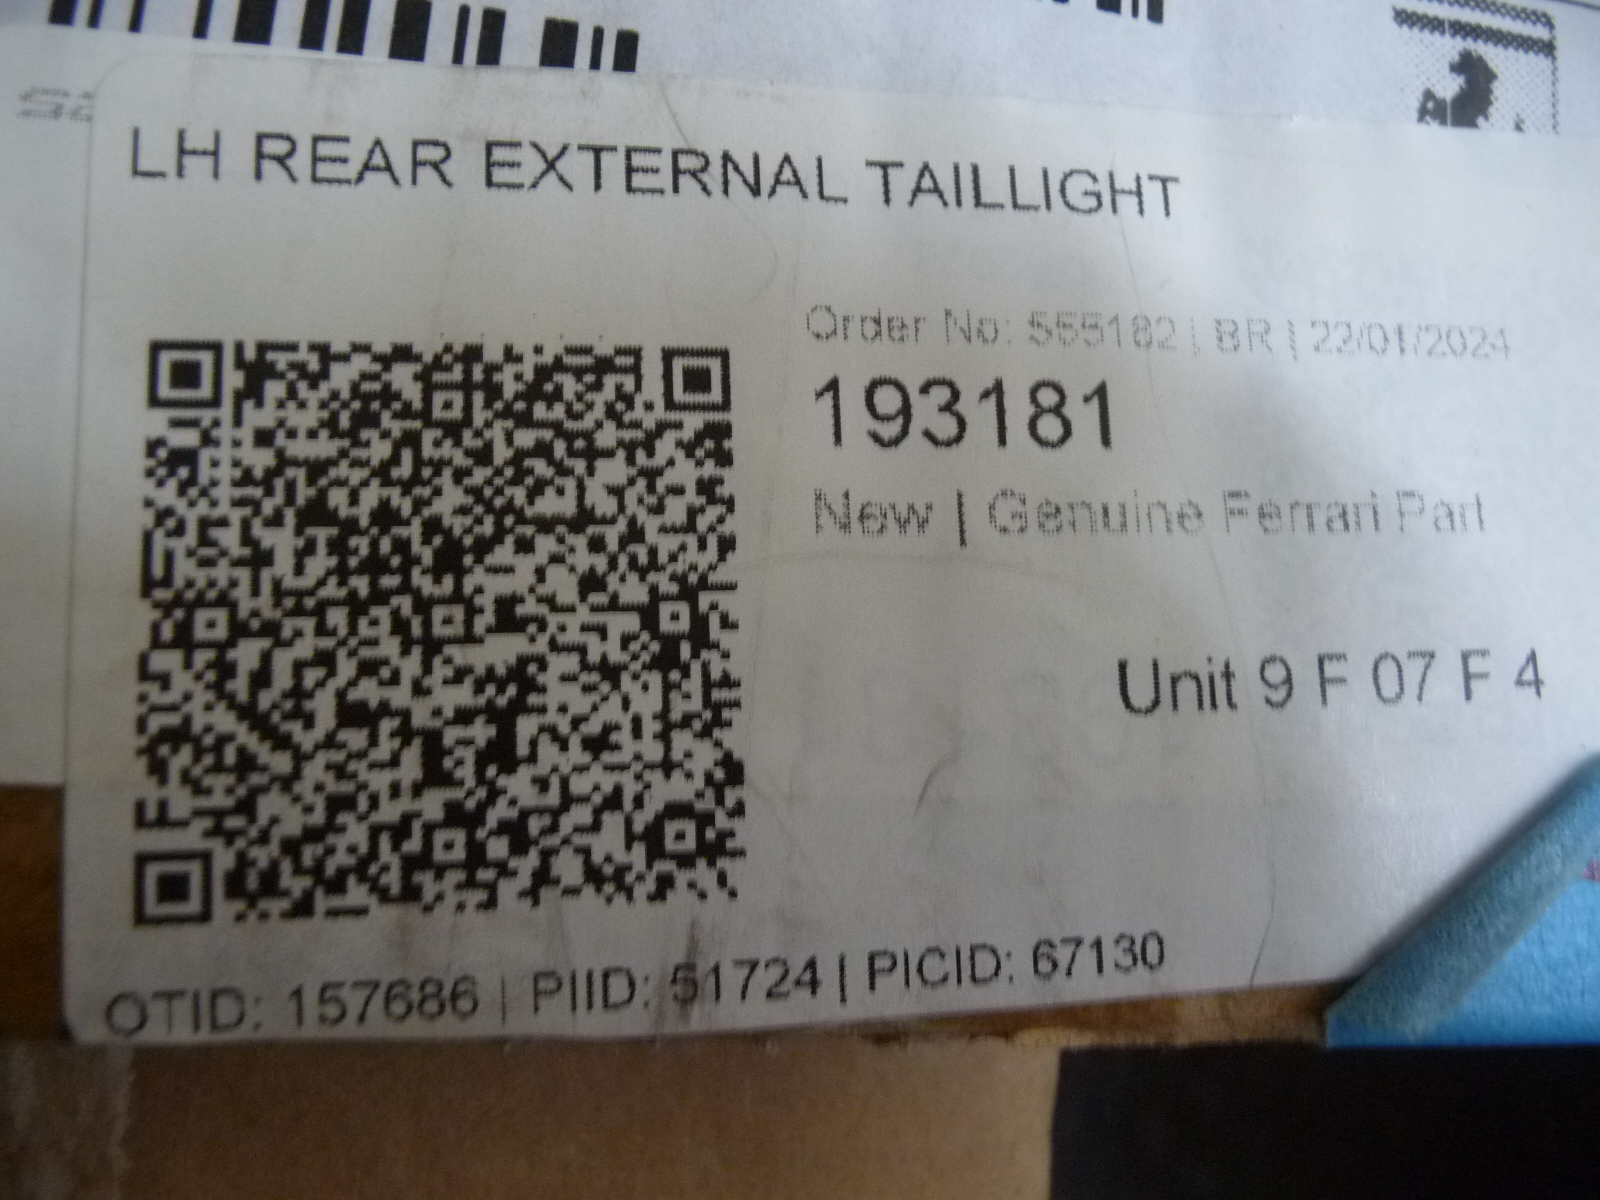 LH REAR EXTERNAL TAILLIGHT
Order No: 555182 | BR | 22/01/2024
193181
New | Genuine Ferrari Part
Unit 9 F 07 F 4
OTID: 157686 | PIID: 51724 | PICID: 67130